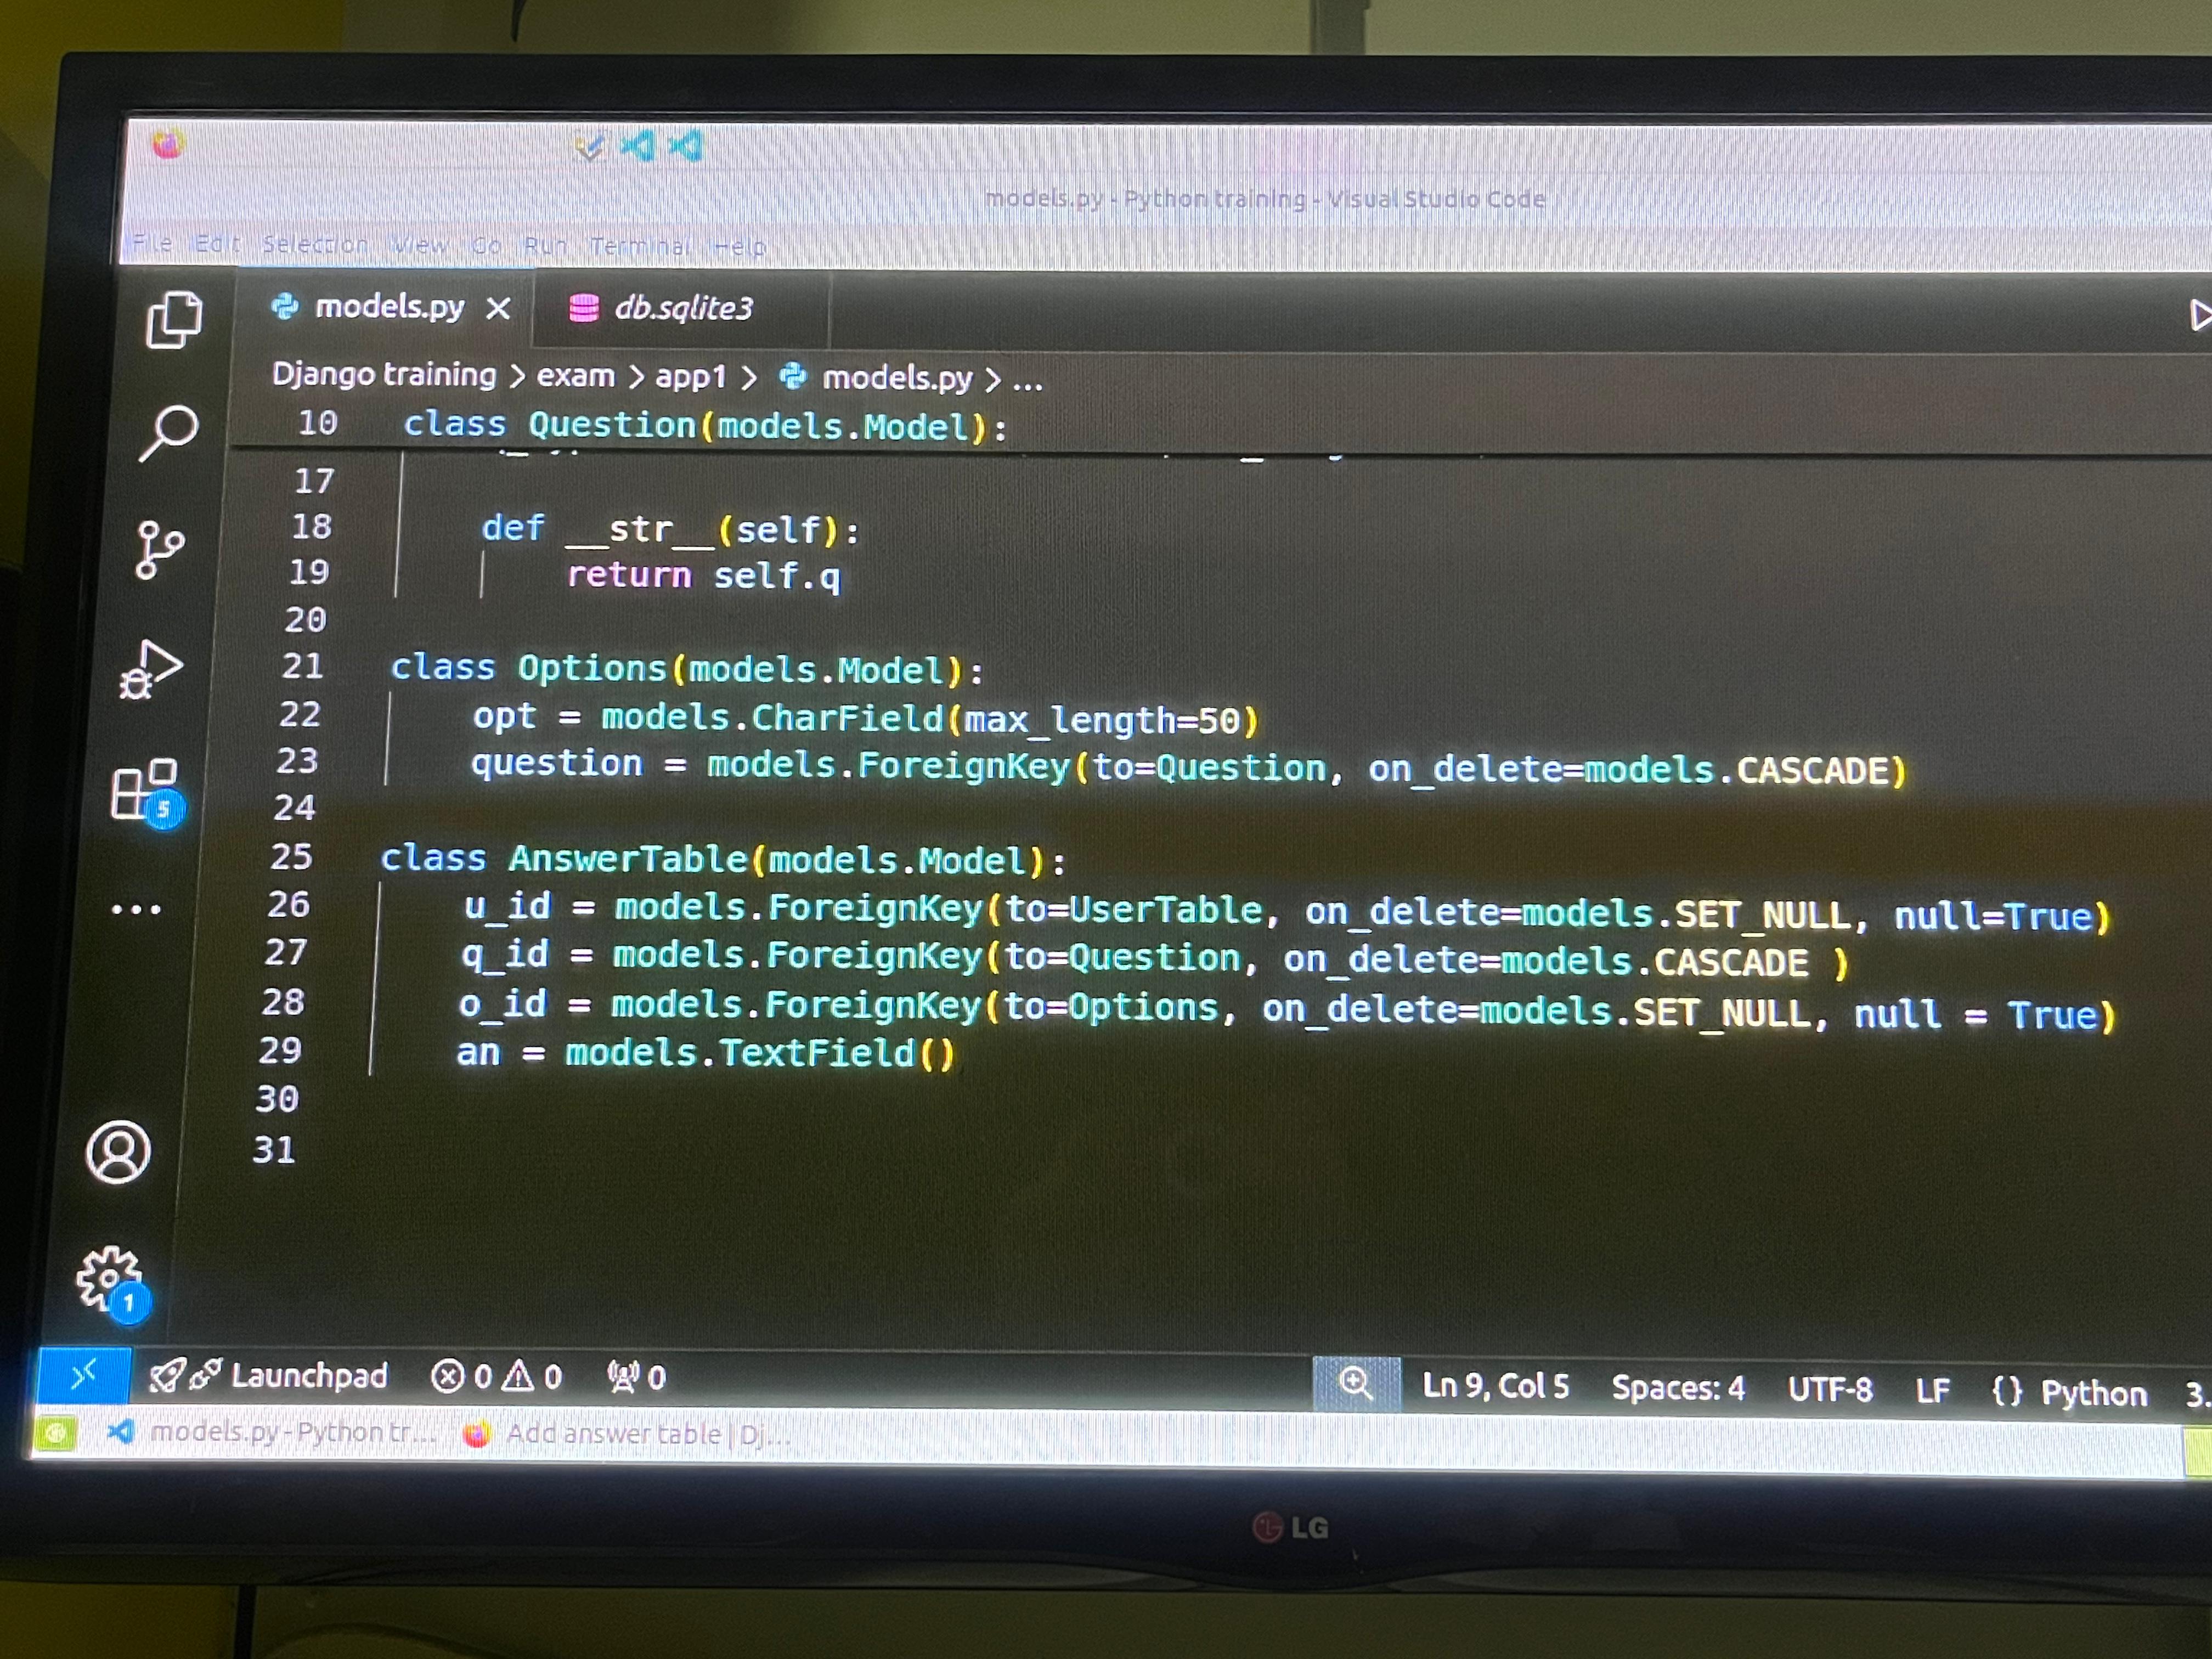 models.py - Python training - Visual Studio Code
File Edit Selection View Go Run Terminal Help
models.py db.sqlite3
Django training > exam > app1 > models.py > ...
10 class Question(models.Model):
17
18 def __str__(self):
19 return self.q
20
21 class Options(models.Model):
22 opt = models.CharField(max_length=50)
23 question = models.ForeignKey(to=Question, on_delete=models.CASCADE)
24
25 class AnswerTable(models.Model):
26 u_id = models.ForeignKey(to=UserTable, on_delete=models.SET_NULL, null=True)
27 q_id = models.ForeignKey(to=Question, on_delete=models.CASCADE )
28 o_id = models.ForeignKey(to=Options, on_delete=models.SET_NULL, null = True)
29 an = models.TextField()
30
31
5
1
Launchpad 0 0 0 Ln 9, Col 5 Spaces: 4 UTF-8 LF {} Python 3.
models.py - Python tr... Add answer table | Dj...
LG